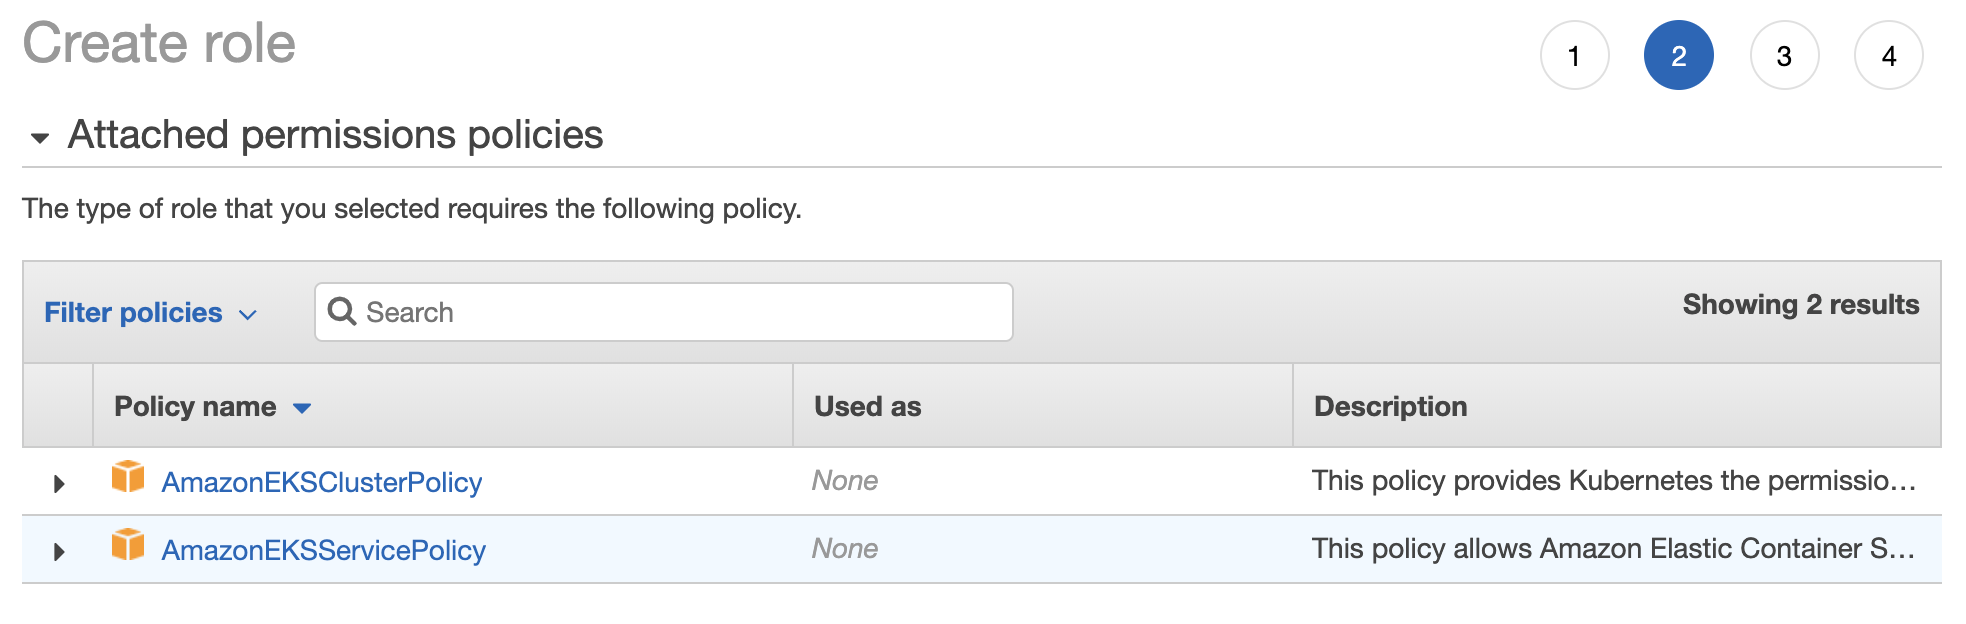 Create role
1 2 3 4
Attached permissions policies
The type of role that you selected requires the following policy.
Filter policies Search Showing 2 results
Policy name Used as Description
AmazonEKSClusterPolicy None This policy provides Kubernetes the permissio...
AmazonEKSServicePolicy None This policy allows Amazon Elastic Container S...